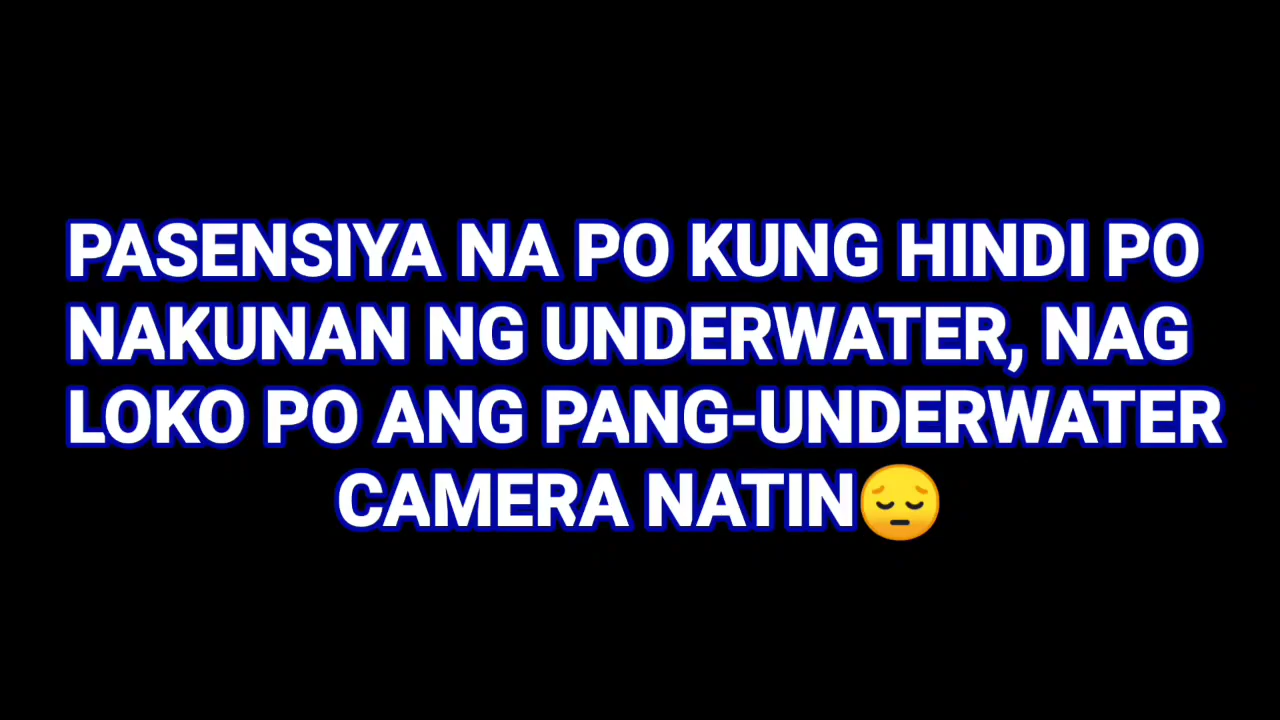 PASENSIYA NA PO KUNG HINDI PO
NAKUNAN NG UNDERWATER, NAG
LOKO PO ANG PANG-UNDERWATER
CAMERA NATIN😔